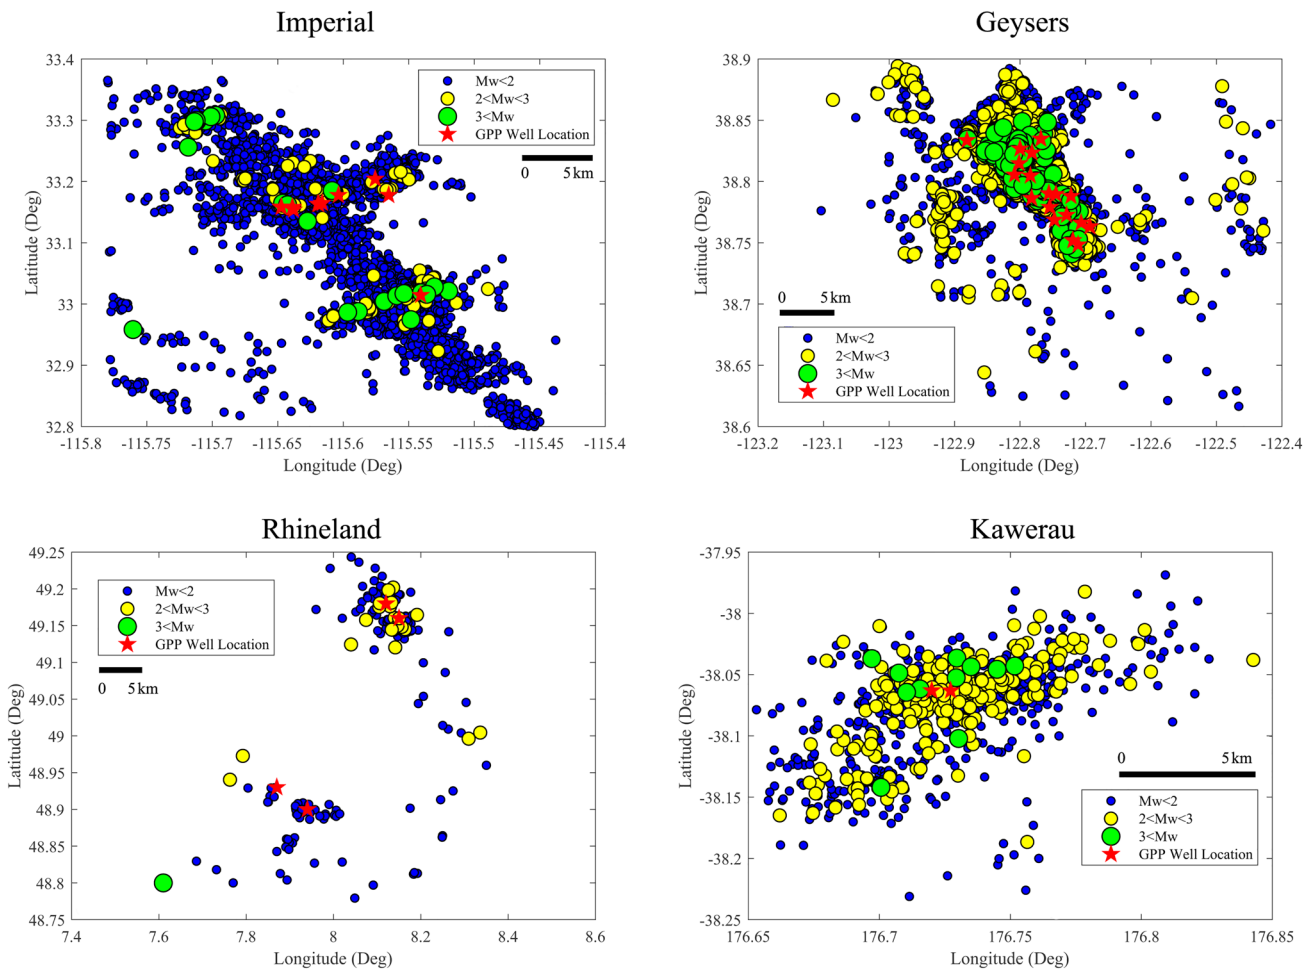 Imperial
33.4
33.3
33.2
33.1
33
32.9
32.8
Latitude (Deg)
-115.8
-115.75
-115.7
-115.65
-115.6
-115.55
-115.5
-115.45
-115.4
Longitude (Deg)
Mw<2
2<Mw<3
3<Mw
GPP Well Location
0 5 km
Geysers
38.9
38.85
38.8
38.75
38.7
38.65
38.6
Latitude (Deg)
-123.2
-123.1
-123
-122.9
-122.8
-122.7
-122.6
-122.5
-122.4
Longitude (Deg)
0 5 km
Mw<2
2<Mw<3
3<Mw
GPP Well Location
Rhineland
49.25
49.2
49.15
49.1
49.05
49
48.95
48.9
48.85
48.8
48.75
Latitude (Deg)
7.4
7.6
7.8
8
8.2
8.4
8.6
Longitude (Deg)
Mw<2
2<Mw<3
3<Mw
GPP Well Location
0 5 km
Kawerau
-37.95
-38
-38.05
-38.1
-38.15
-38.2
-38.25
Latitude (Deg)
176.65
176.7
176.75
176.8
176.85
Longitude (Deg)
0 5 km
Mw<2
2<Mw<3
3<Mw
GPP Well Location